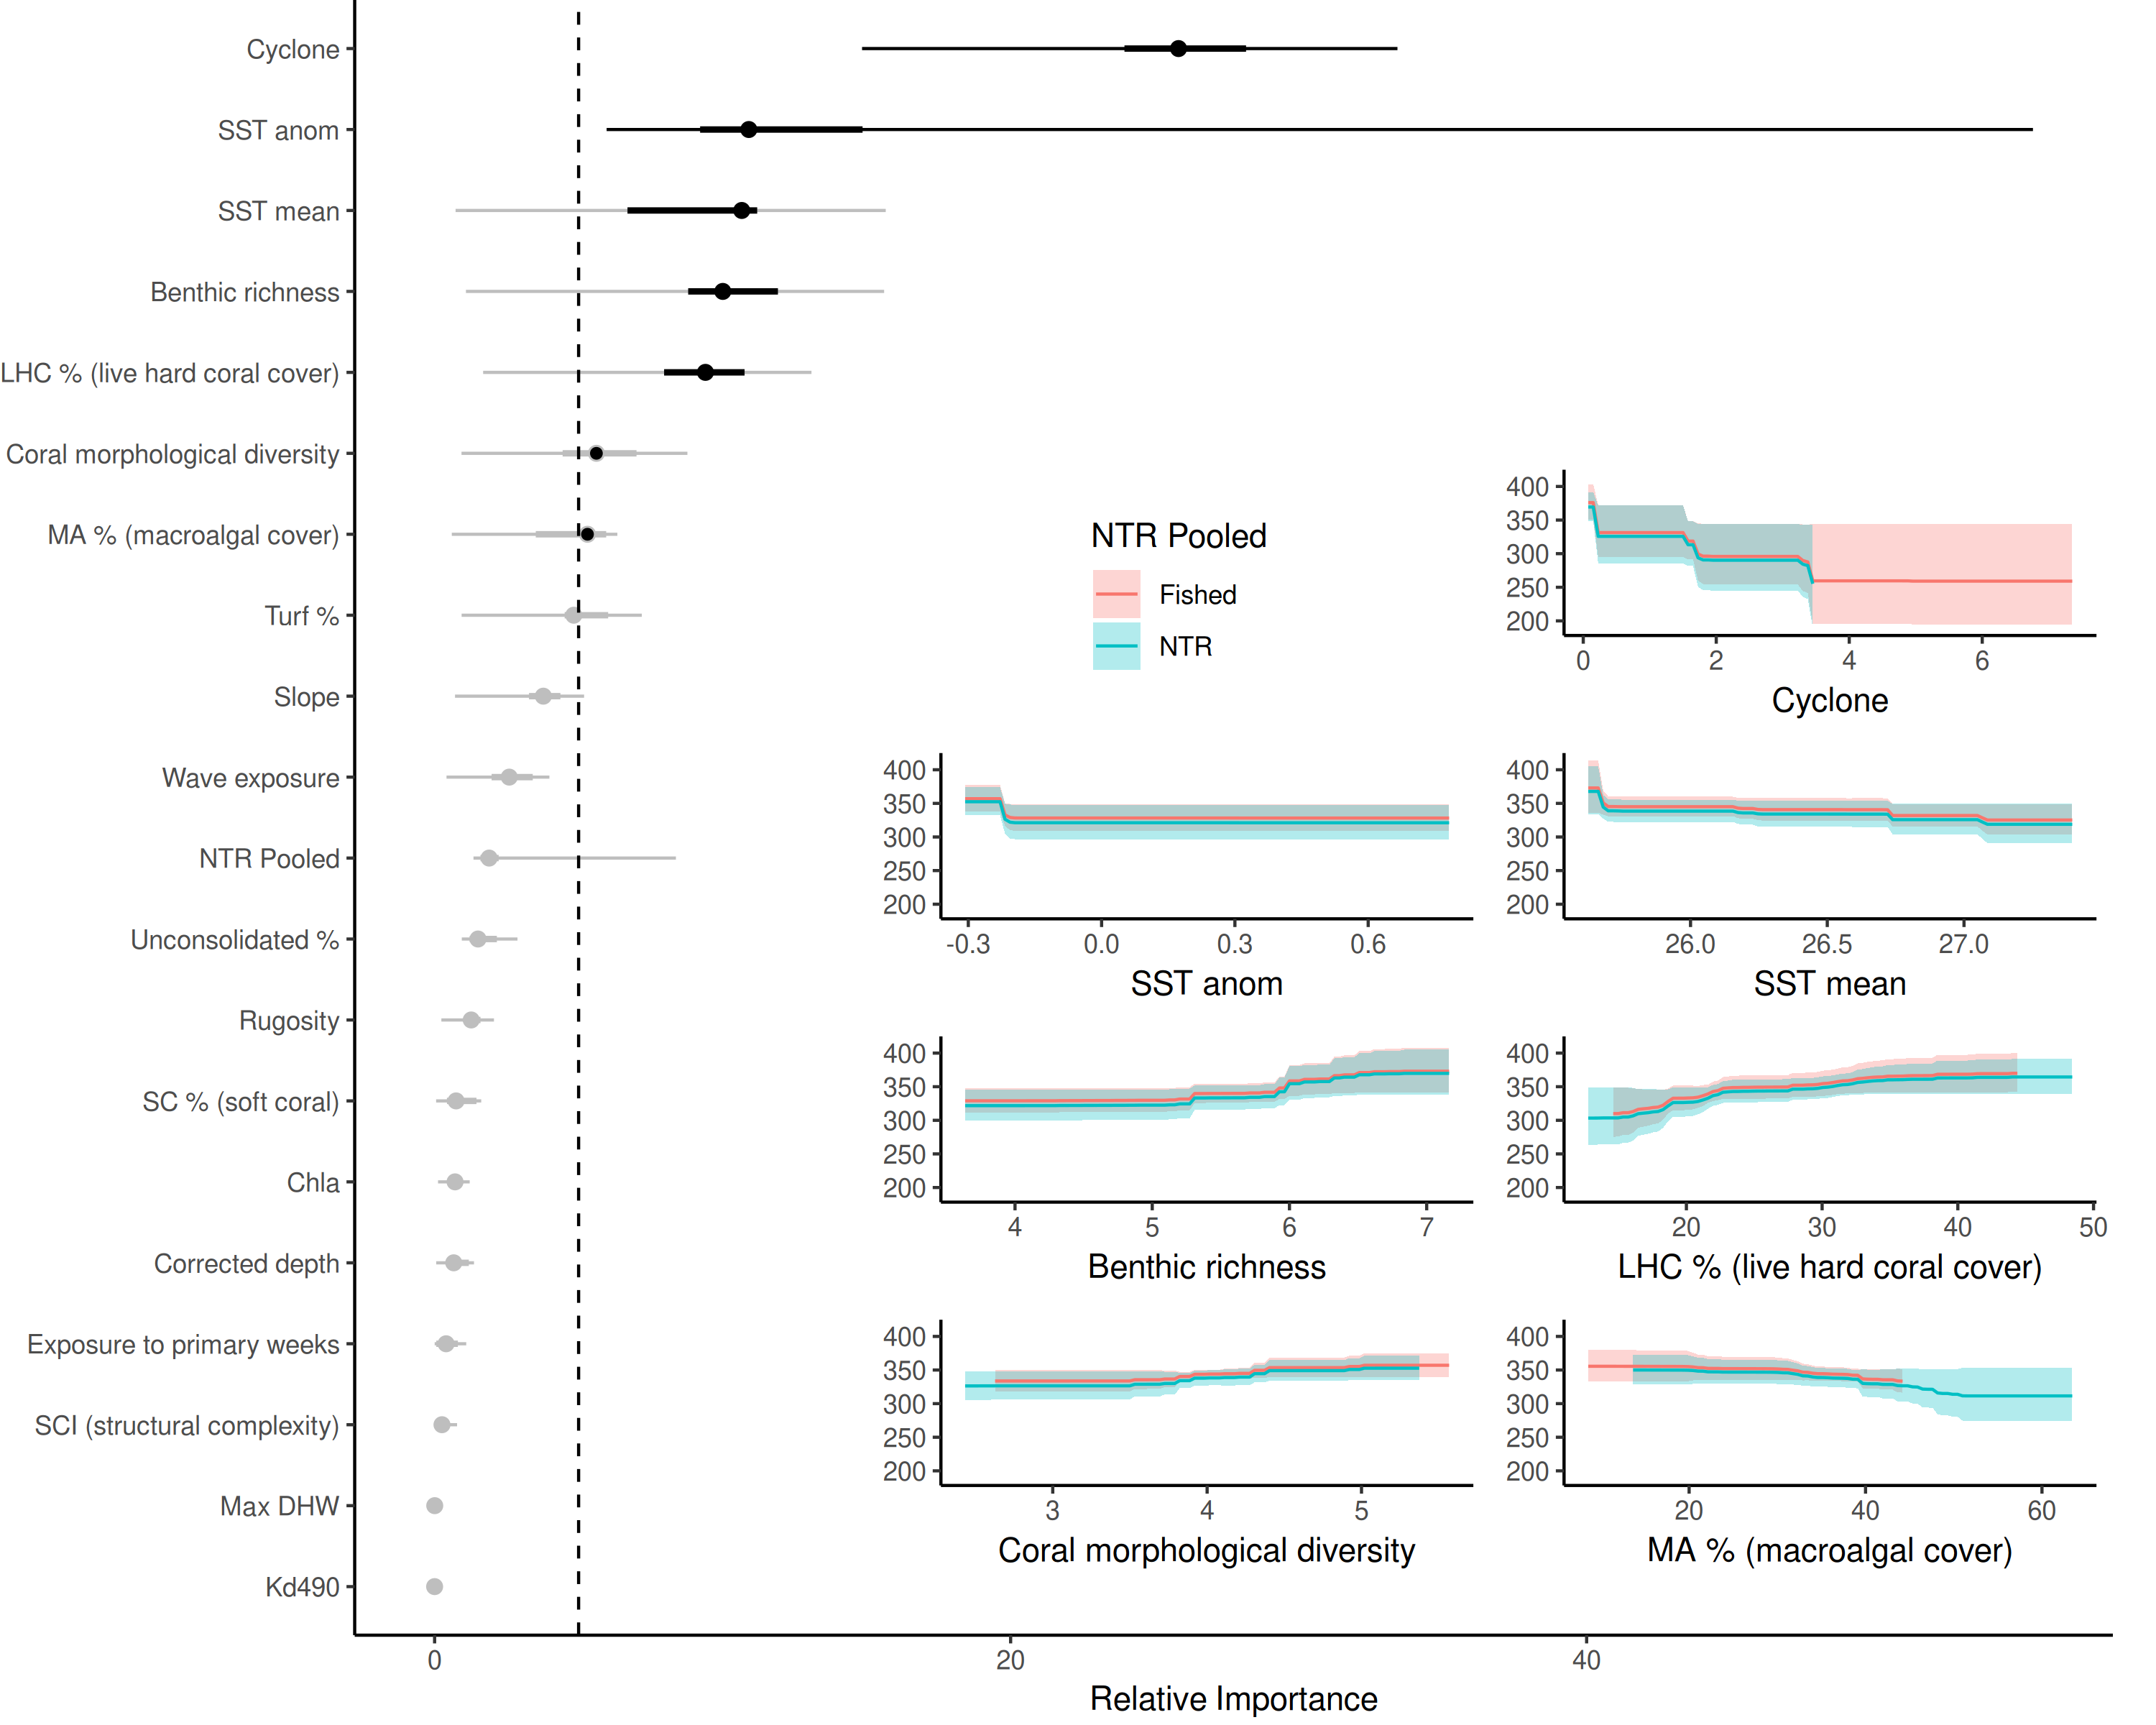 Cyclone
SST anom
SST mean
Benthic richness
LHC % (live hard coral cover)
Coral morphological diversity
MA % (macroalgal cover)
Turf %
Slope
Wave exposure
NTR Pooled
Unconsolidated %
Rugosity
SC % (soft coral)
Chla
Corrected depth
Exposure to primary weeks
SCI (structural complexity)
Max DHW
Kd490
0 20 40
Relative Importance
NTR Pooled
Fished
NTR
400
350
300
250
200
0 2 4 6
Cyclone
400
350
300
250
200
-0.3 0.0 0.3 0.6
SST anom
400
350
300
250
200
26.0 26.5 27.0
SST mean
400
350
300
250
200
4 5 6 7
Benthic richness
400
350
300
250
200
20 30 40 50
LHC % (live hard coral cover)
400
350
300
250
200
3 4 5
Coral morphological diversity
400
350
300
250
200
20 40 60
MA % (macroalgal cover)